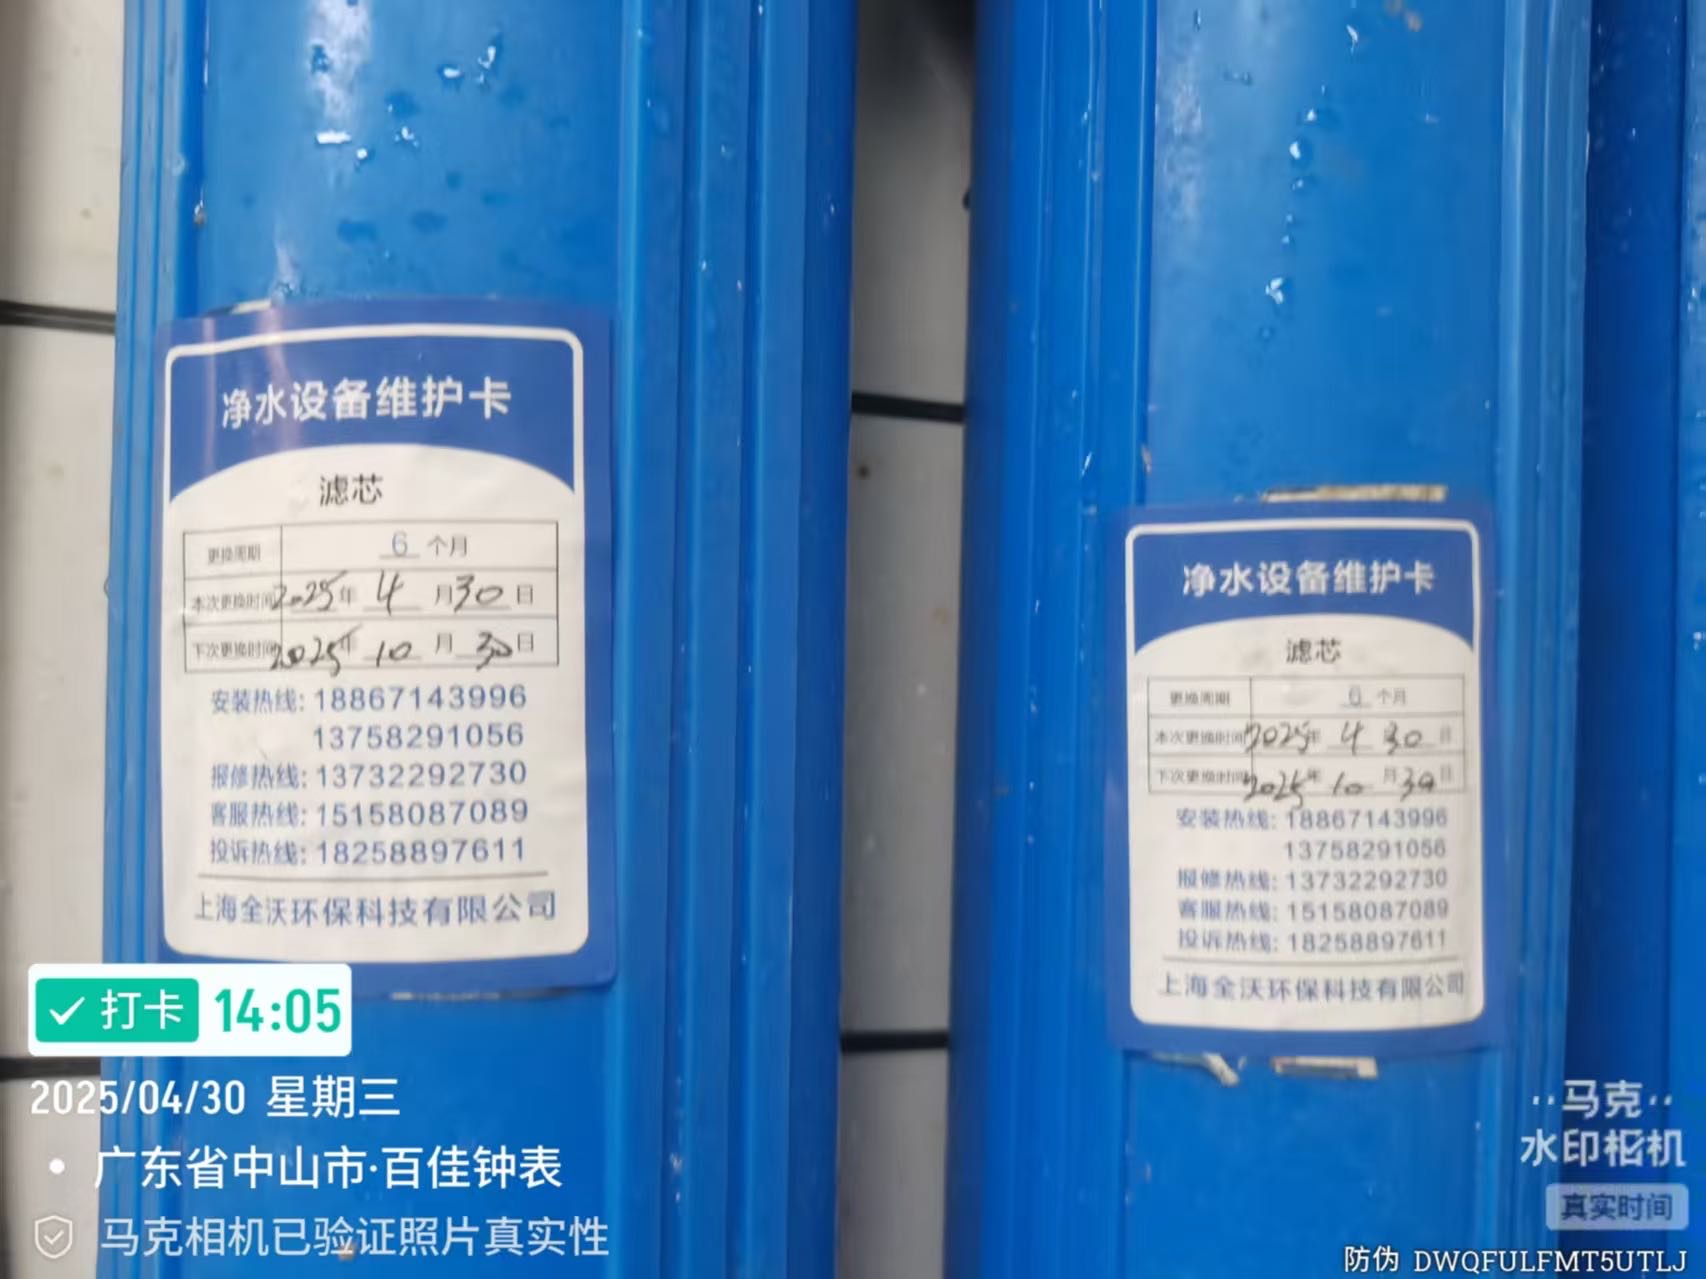 净水设备维护卡
滤芯
更换周期 6 个月
本次更换时间 2025年 4 月 30 日
下次更换时间 2025年 10 月 30 日
安装热线: 18867143996
13758291056
报修热线: 13732292730
客服热线: 15158087089
投诉热线: 18258897611
上海全沃环保科技有限公司
净水设备维护卡
滤芯
更换周期 6 个月
本次更换时间 2025年 4 30 日
下次更换时间 2025年 10 月 30 日
安装热线: 18867143996
13758291056
报修热线: 13732292730
客服热线: 15158087089
投诉热线: 18258897611
上海全沃环保科技有限公司
打卡 14:05
2025/04/30 星期三
广东省中山市·百佳钟表
马克相机已验证照片真实性
马克
水印相机
真实时间
防伪 DWQFULFMT5UTLJ